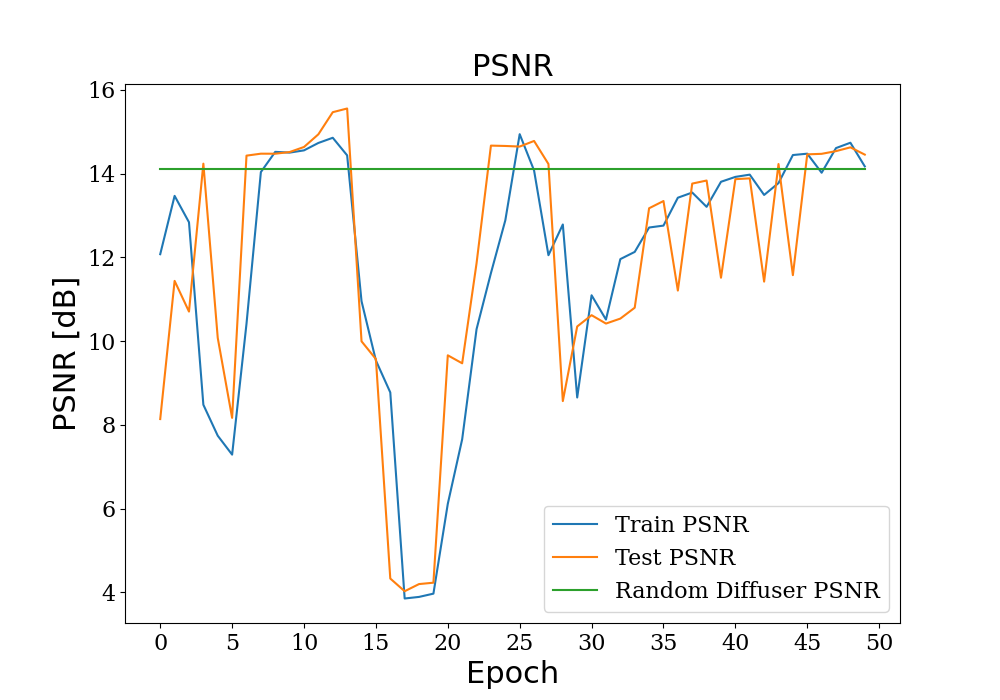 PSNR
16
14
12
10
8
6
4
PSNR [dB]
Train PSNR
Test PSNR
Random Diffuser PSNR
0 5 10 15 20 25 30 35 40 45 50
Epoch